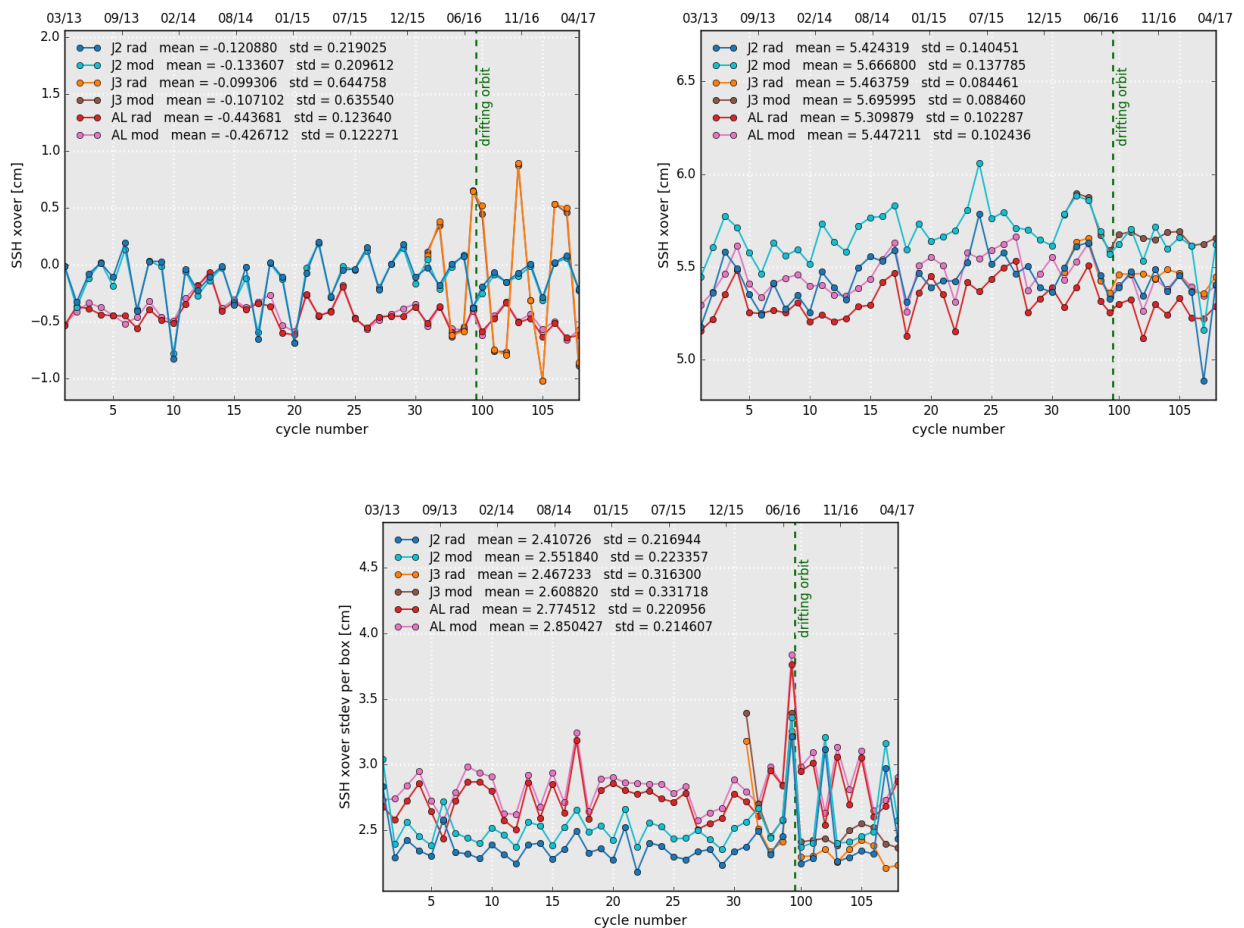 03/13 09/13 02/14 08/14 01/15 07/15 12/15 06/16 11/16 04/17
2.0
1.5
1.0
0.5
0.0
−0.5
−1.0
SSH xover [cm]
J2 rad mean = -0.120880 std = 0.219025
J2 mod mean = -0.133607 std = 0.209612
J3 rad mean = -0.099306 std = 0.644758
J3 mod mean = -0.107102 std = 0.635540
AL rad mean = -0.443681 std = 0.123640
AL mod mean = -0.426712 std = 0.122271
drifting orbit
5 10 15 20 25 30 100 105
cycle number
03/13 09/13 02/14 08/14 01/15 07/15 12/15 06/16 11/16 04/17
6.5
6.0
5.5
5.0
SSH xover [cm]
J2 rad mean = 5.424319 std = 0.140451
J2 mod mean = 5.666800 std = 0.137785
J3 rad mean = 5.463759 std = 0.084461
J3 mod mean = 5.695995 std = 0.088460
AL rad mean = 5.309879 std = 0.102287
AL mod mean = 5.447211 std = 0.102436
drifting orbit
5 10 15 20 25 30 100 105
cycle number
03/13 09/13 02/14 08/14 01/15 07/15 12/15 06/16 11/16 04/17
4.5
4.0
3.5
3.0
2.5
SSH xover stdev per box [cm]
J2 rad mean = 2.410726 std = 0.216944
J2 mod mean = 2.551840 std = 0.223357
J3 rad mean = 2.467233 std = 0.316300
J3 mod mean = 2.608820 std = 0.331718
AL rad mean = 2.774512 std = 0.220956
AL mod mean = 2.850427 std = 0.214607
drifting orbit
5 10 15 20 25 30 100 105
cycle number